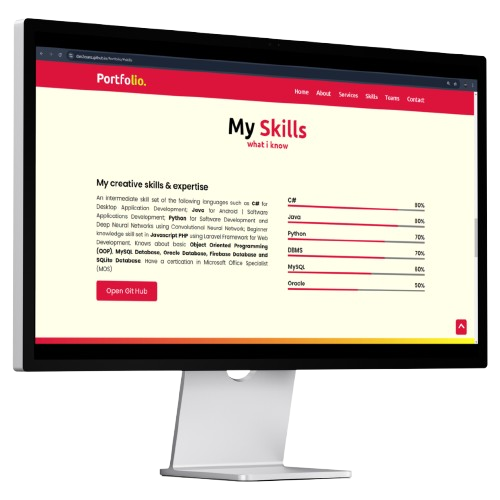 Portfolio.
Home About Services Skills Teams Contact
My Skills
what i know
My creative skills & expertise
An intermediate skill set of the following languages such as C# for
Desktop Application Development, Java for Android | Software
Applications Development, Python for Software Development and
Deep Neural Networks using Convolutional Neural Network; Beginner
knowledge skill set in Javascript PHP using Laravel Framework for Web
Development, Knows about basic Object Oriented Programming
(OOP), MySQL Database, Oracle Database, Firebase Database and
SQLite Database Have a certication in Microsoft Office Specialist
(MOS)
Open Git Hub
C# 80%
Java 80%
Python 70%
DBMS 70%
MySQL 60%
Oracle 50%